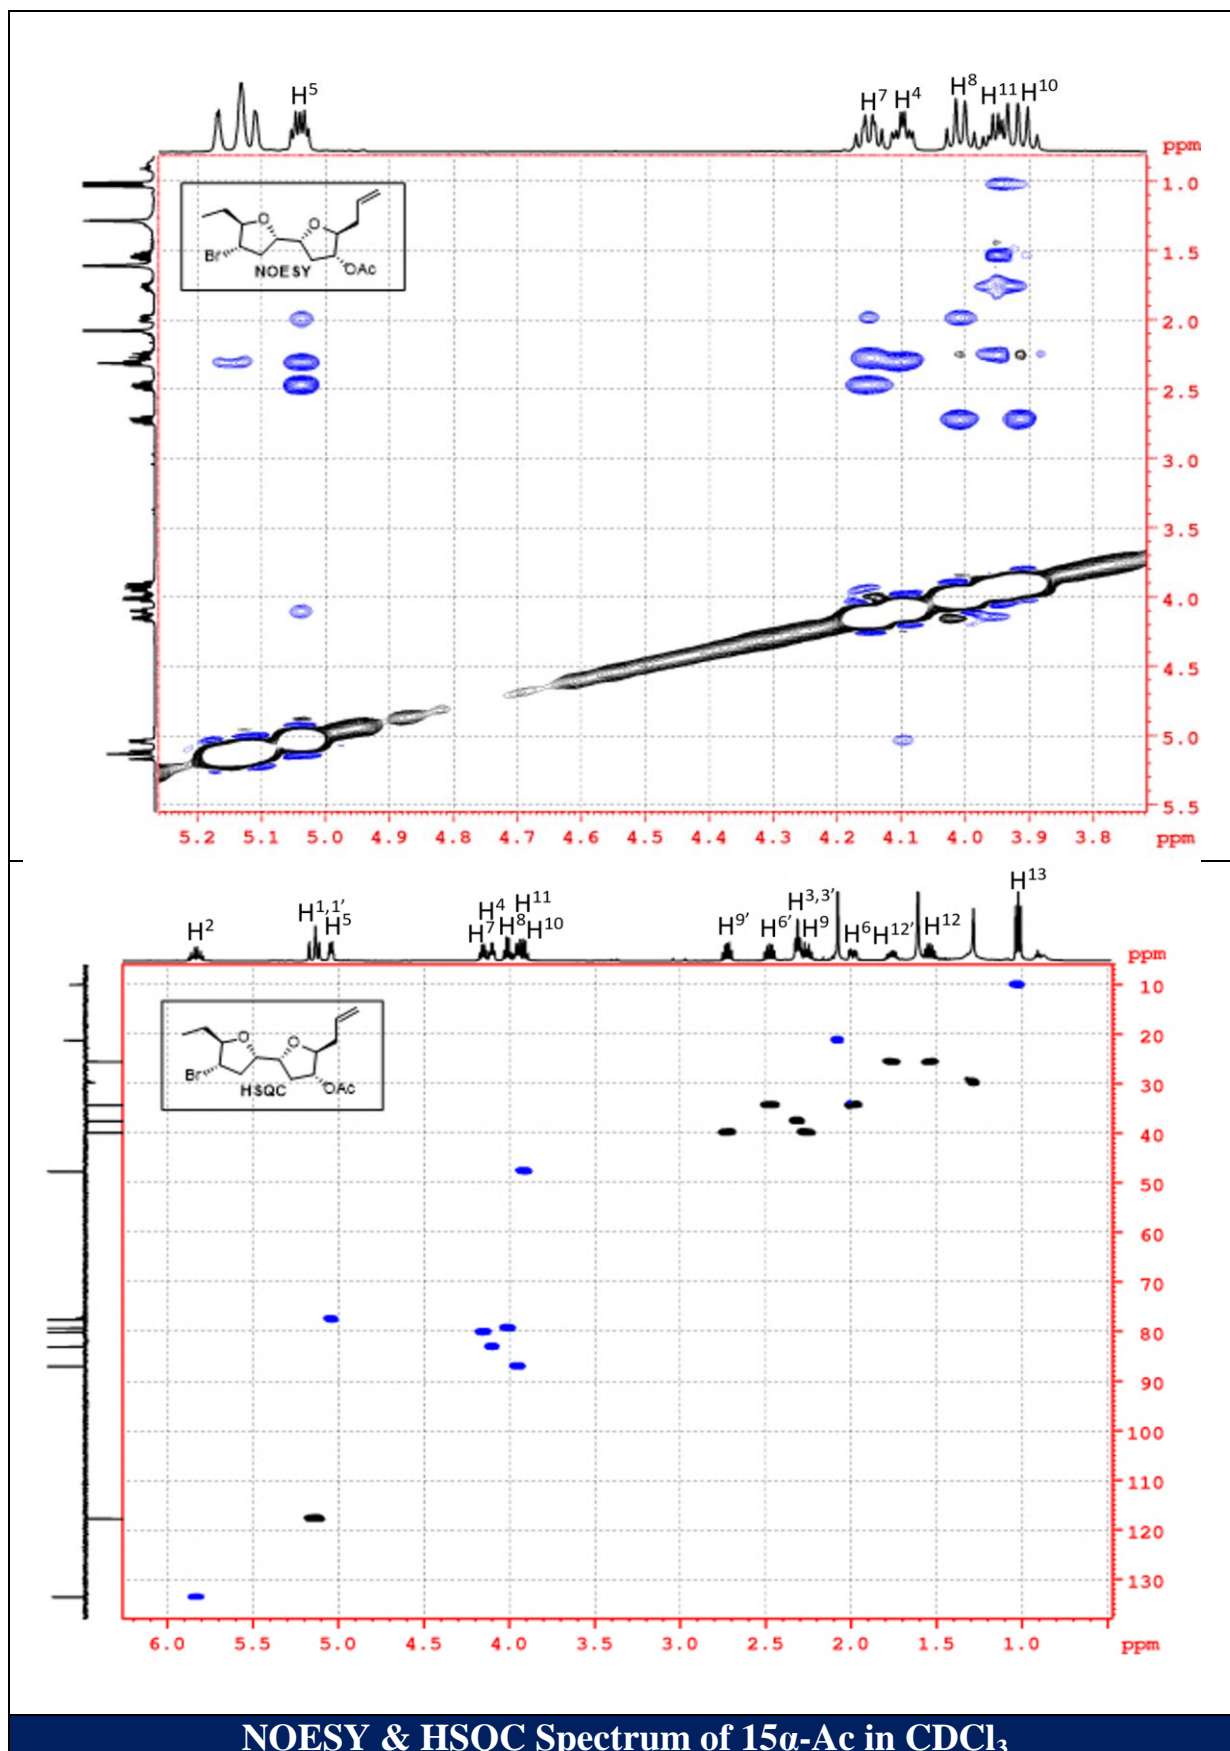 H5 H7 H4 H8 H11 H10
ppm
1.0
1.5
2.0
2.5
3.0
3.5
4.0
4.5
5.0
5.5
O
O
Br
OAc
NOESY
5.2 5.1 5.0 4.9 4.8 4.7 4.6 4.5 4.4 4.3 4.2 4.1 4.0 3.9 3.8 ppm
H2 H1,1' H5 H7 H4 H8 H11 H10 H9' H6' H3,3' H9 H6 H12' H12 H13
ppm
10
20
30
40
50
60
70
80
90
100
110
120
130
O
O
Br
OAc
HSQC
6.0 5.5 5.0 4.5 4.0 3.5 3.0 2.5 2.0 1.5 1.0 ppm
NOESY & HSQC Spectrum of 15α-Ac in CDCl3